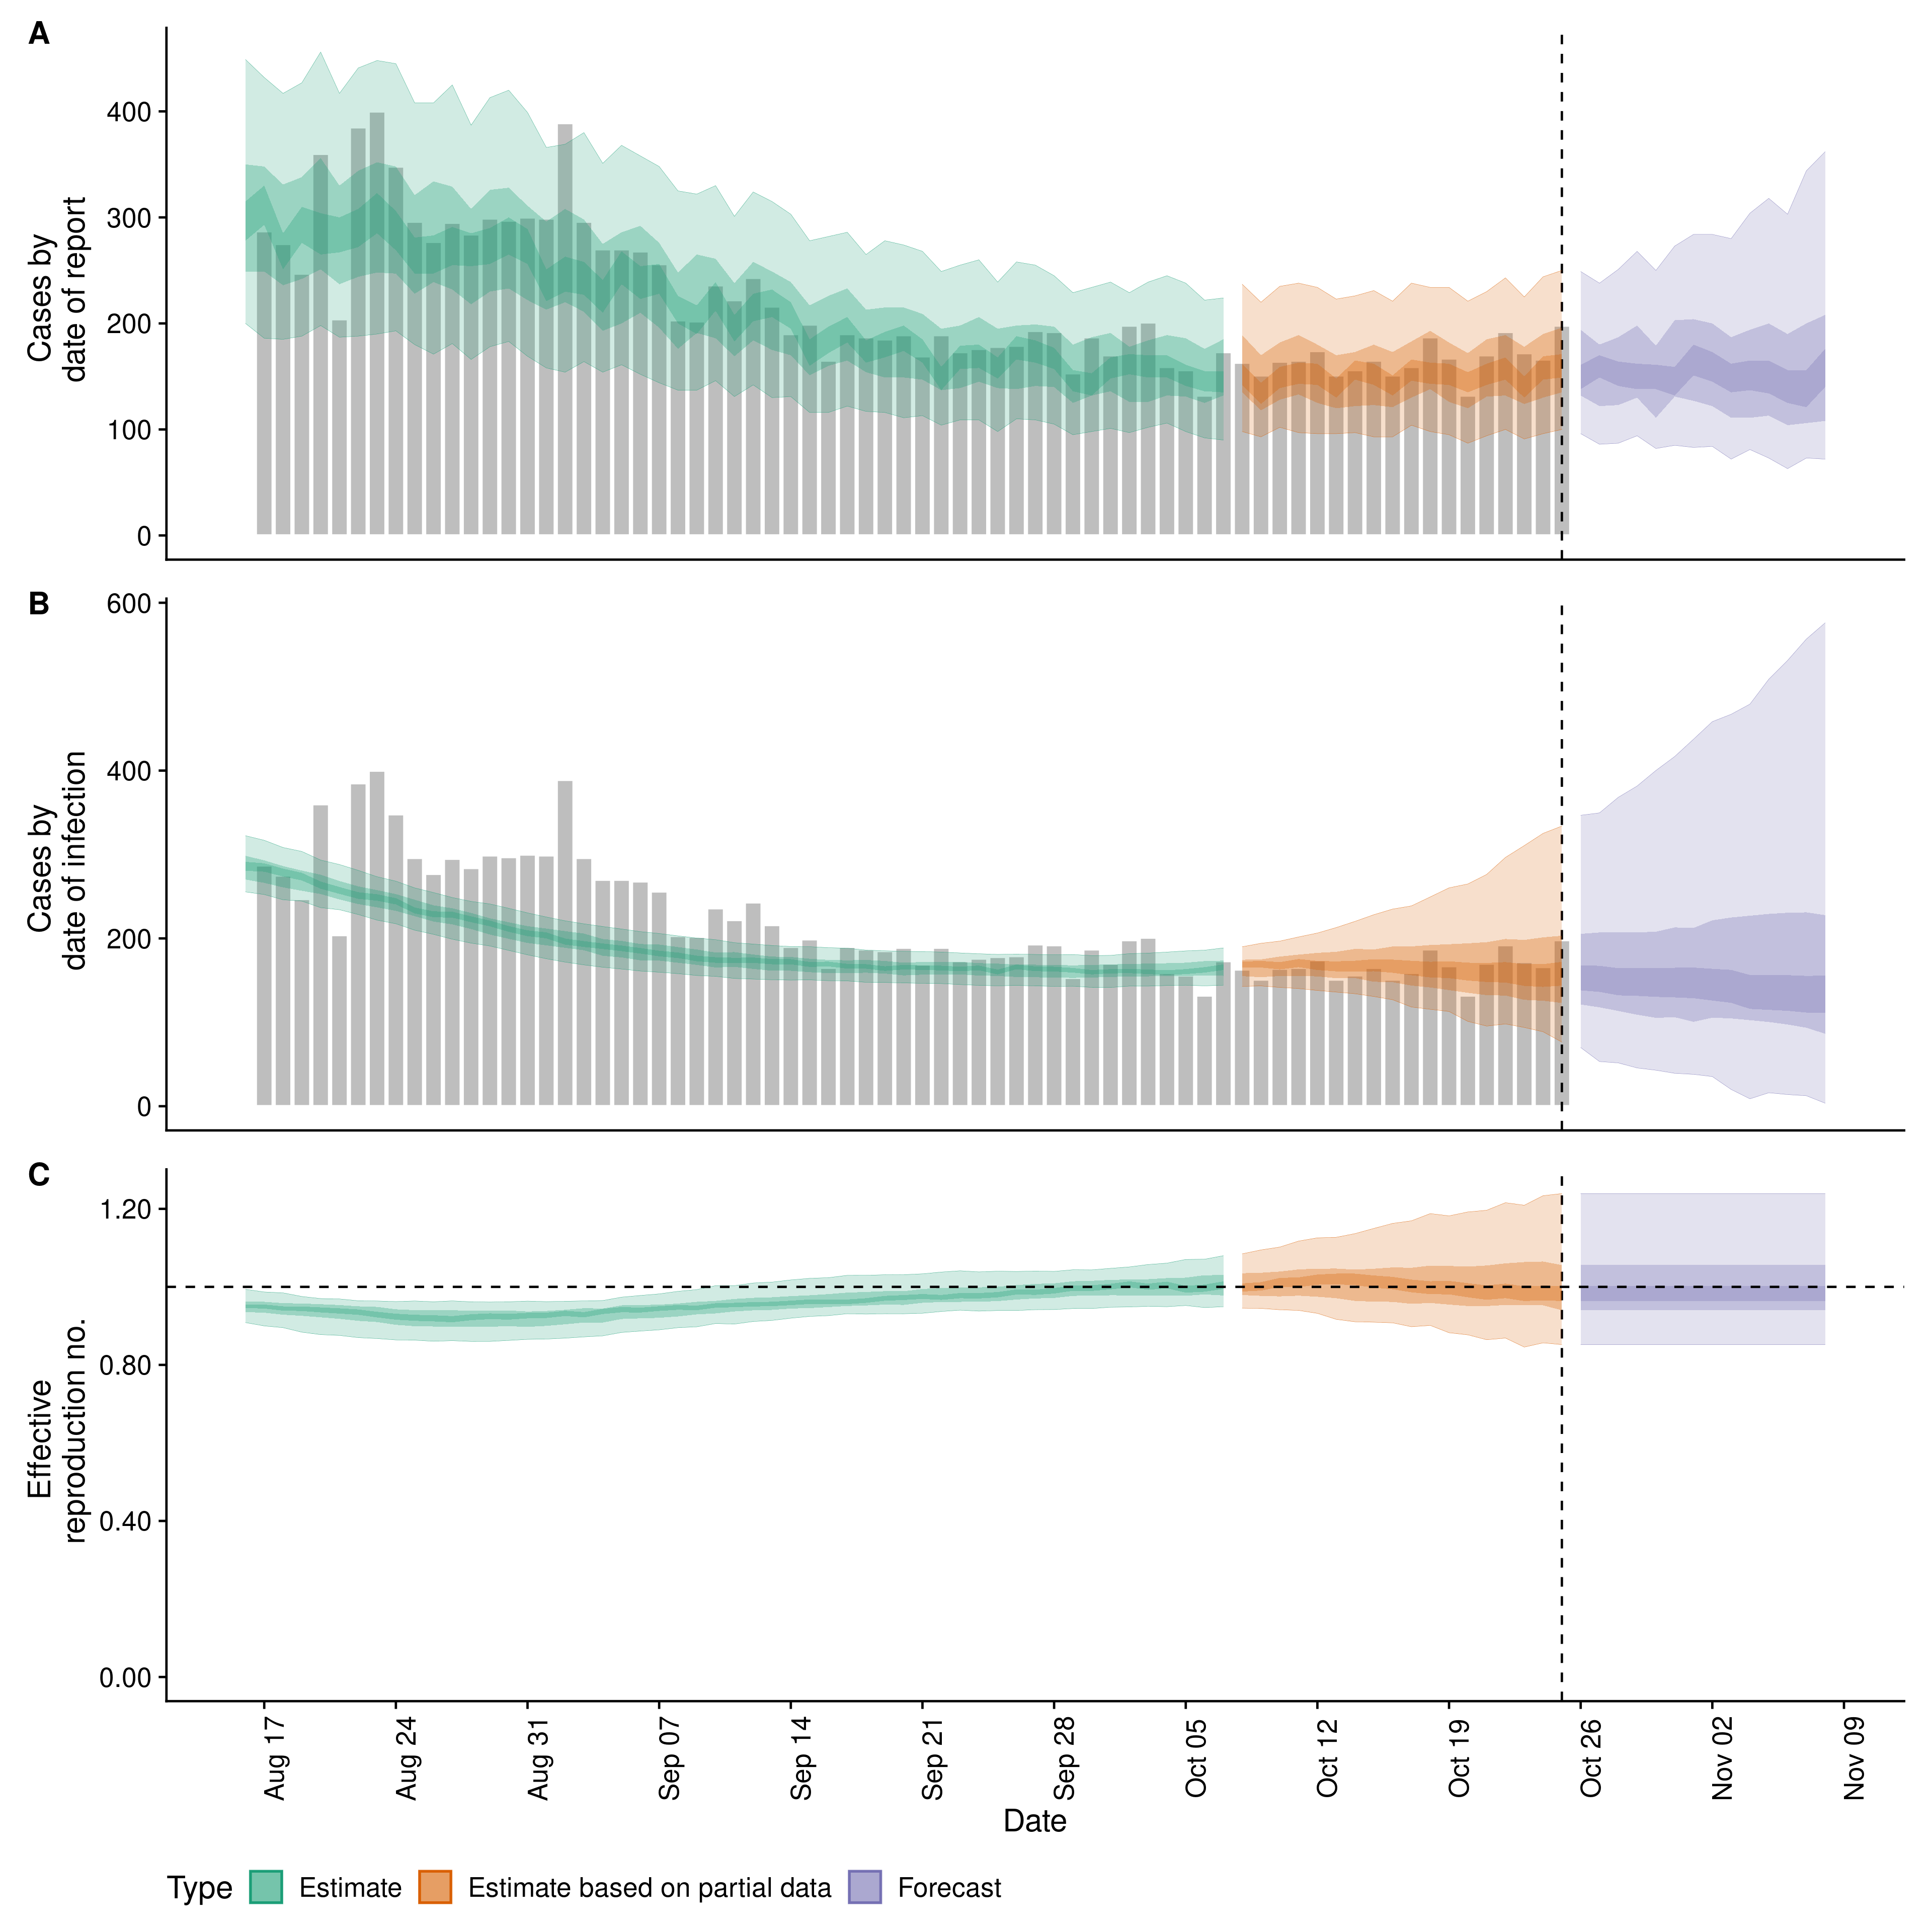 A
Cases by
date of report
400
300
200
100
0
B
Cases by
date of infection
600
400
200
0
C
Effective
reproduction no.
1.20
0.80
0.40
0.00
Aug 17
Aug 24
Aug 31
Sep 07
Sep 14
Sep 21
Sep 28
Oct 05
Oct 12
Oct 19
Oct 26
Nov 02
Nov 09
Date
Type Estimate Estimate based on partial data Forecast